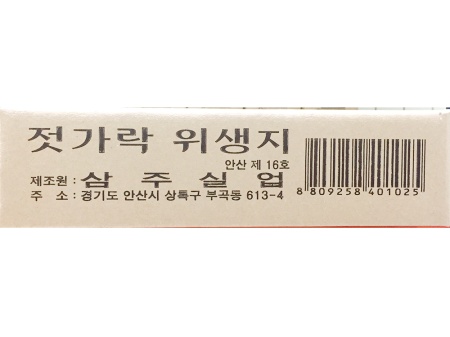 젓가락 위생지
안산 제 16호
제조원 : 삼 주 실 업
주 소 : 경기도 안산시 상톡구 부곡동 613-4
8 809258 401025